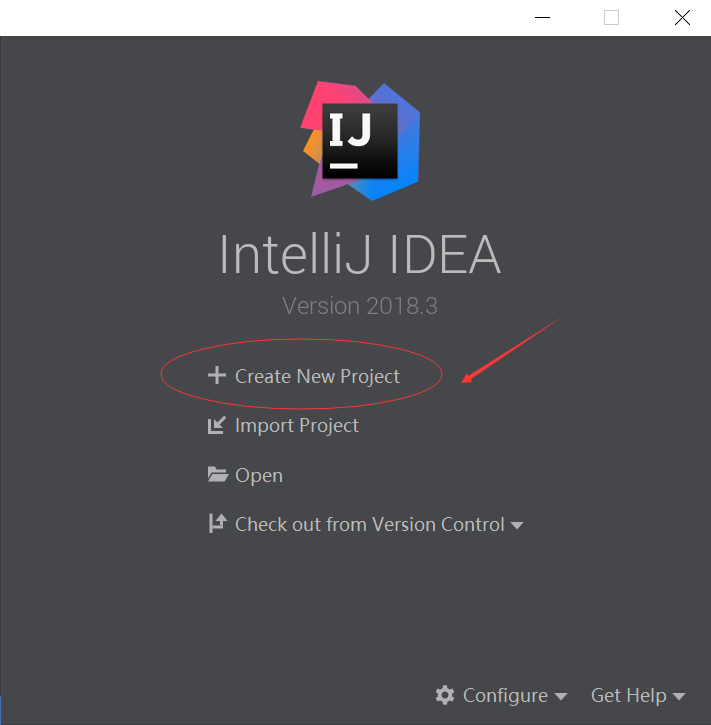 IJ
IntelliJ IDEA
Version 2018.3
Create New Project
Import Project
Open
Check out from Version Control
Configure
Get Help